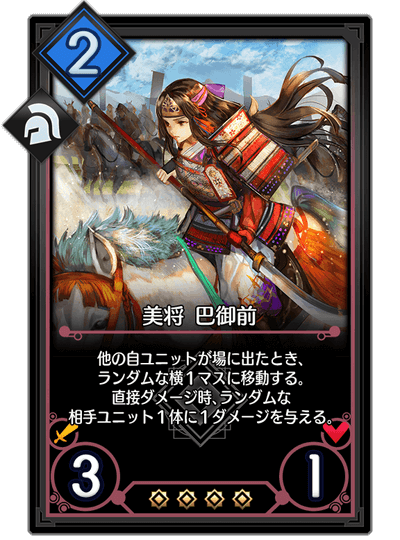 2
美将 巴御前
他の自ユニットが場に出たとき、
ランダムな横1マスに移動する。
直接ダメージ時、ランダムな
相手ユニット1体に1ダメージを与える。
3
1